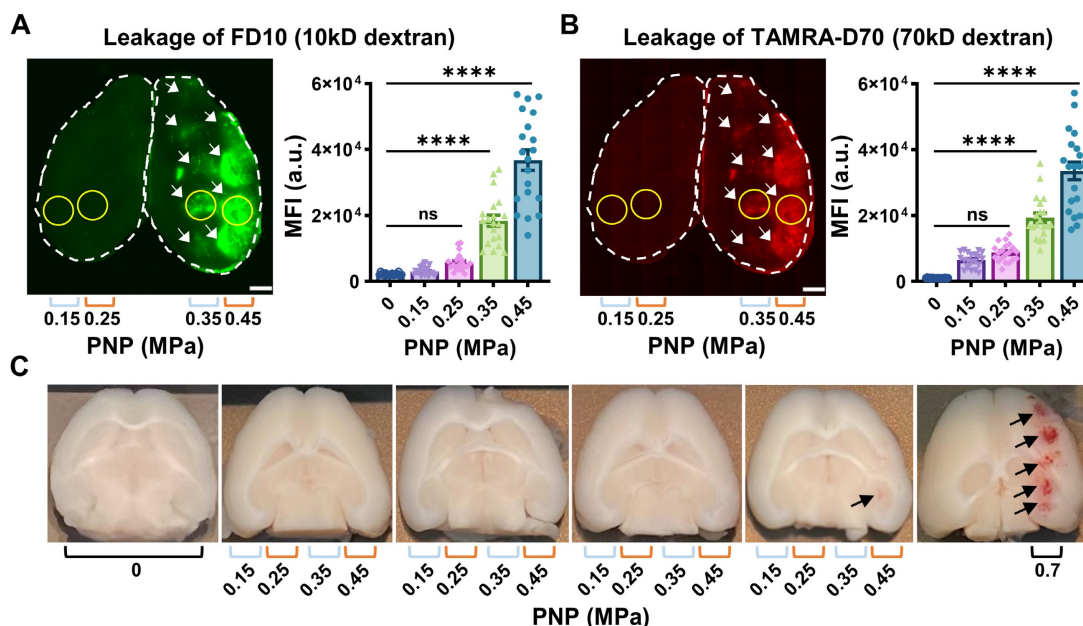 A
Leakage of FD10 (10kD dextran)
0.15 0.25 0.35 0.45
PNP (MPa)
MFI (a.u.)
6×10⁴
4×10⁴
2×10⁴
0
****
****
ns
0 0.15 0.25 0.35 0.45
PNP (MPa)
B
Leakage of TAMRA-D70 (70kD dextran)
0.15 0.25 0.35 0.45
PNP (MPa)
MFI (a.u.)
6×10⁴
4×10⁴
2×10⁴
0
****
****
ns
0 0.15 0.25 0.35 0.45
PNP (MPa)
C
0
0.15 0.25 0.35 0.45
0.15 0.25 0.35 0.45
0.15 0.25 0.35 0.45
0.15 0.25 0.35 0.45
0.7
PNP (MPa)